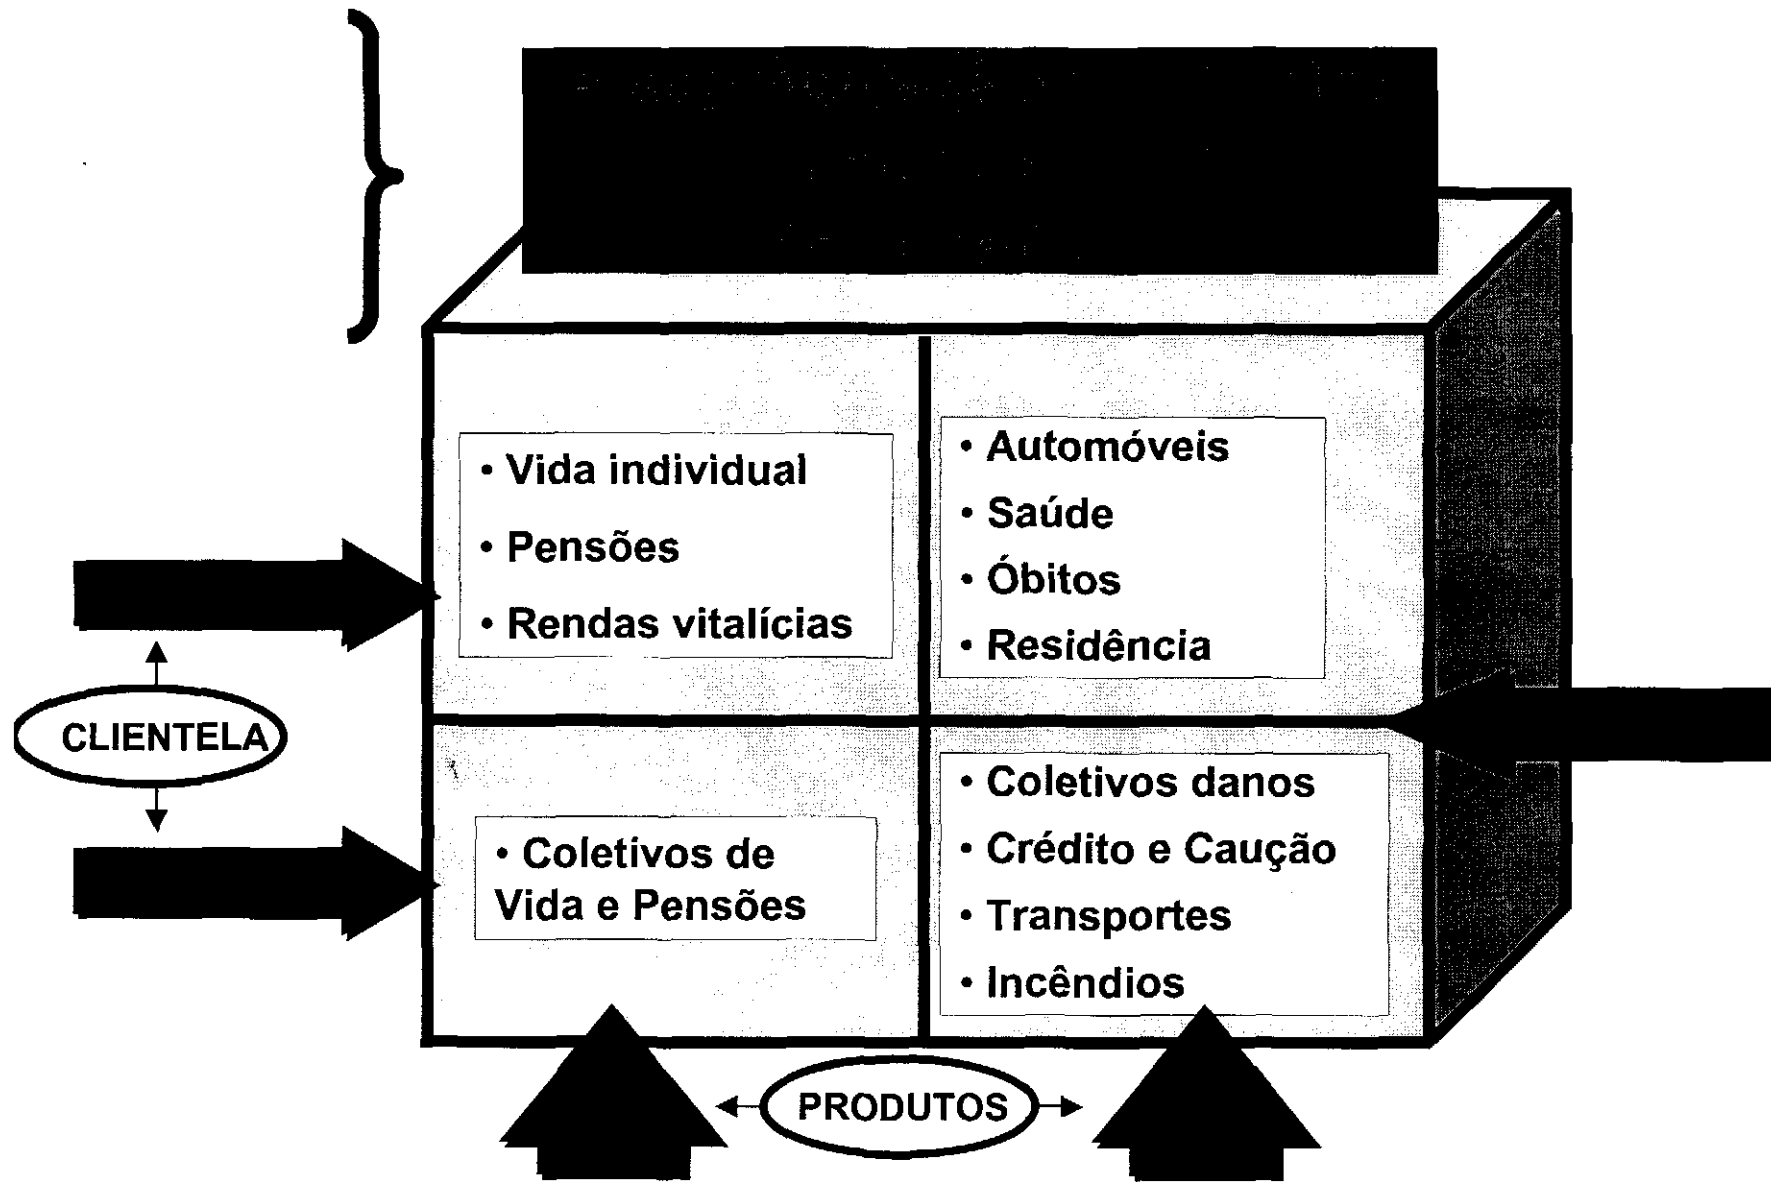 • Vida individual
• Pensões
• Rendas vitalícias
• Automóveis
• Saúde
• Óbitos
• Residência
CLIENTELA
• Coletivos de
Vida e Pensões
• Coletivos danos
• Crédito e Caução
• Transportes
• Incêndios
PRODUTOS